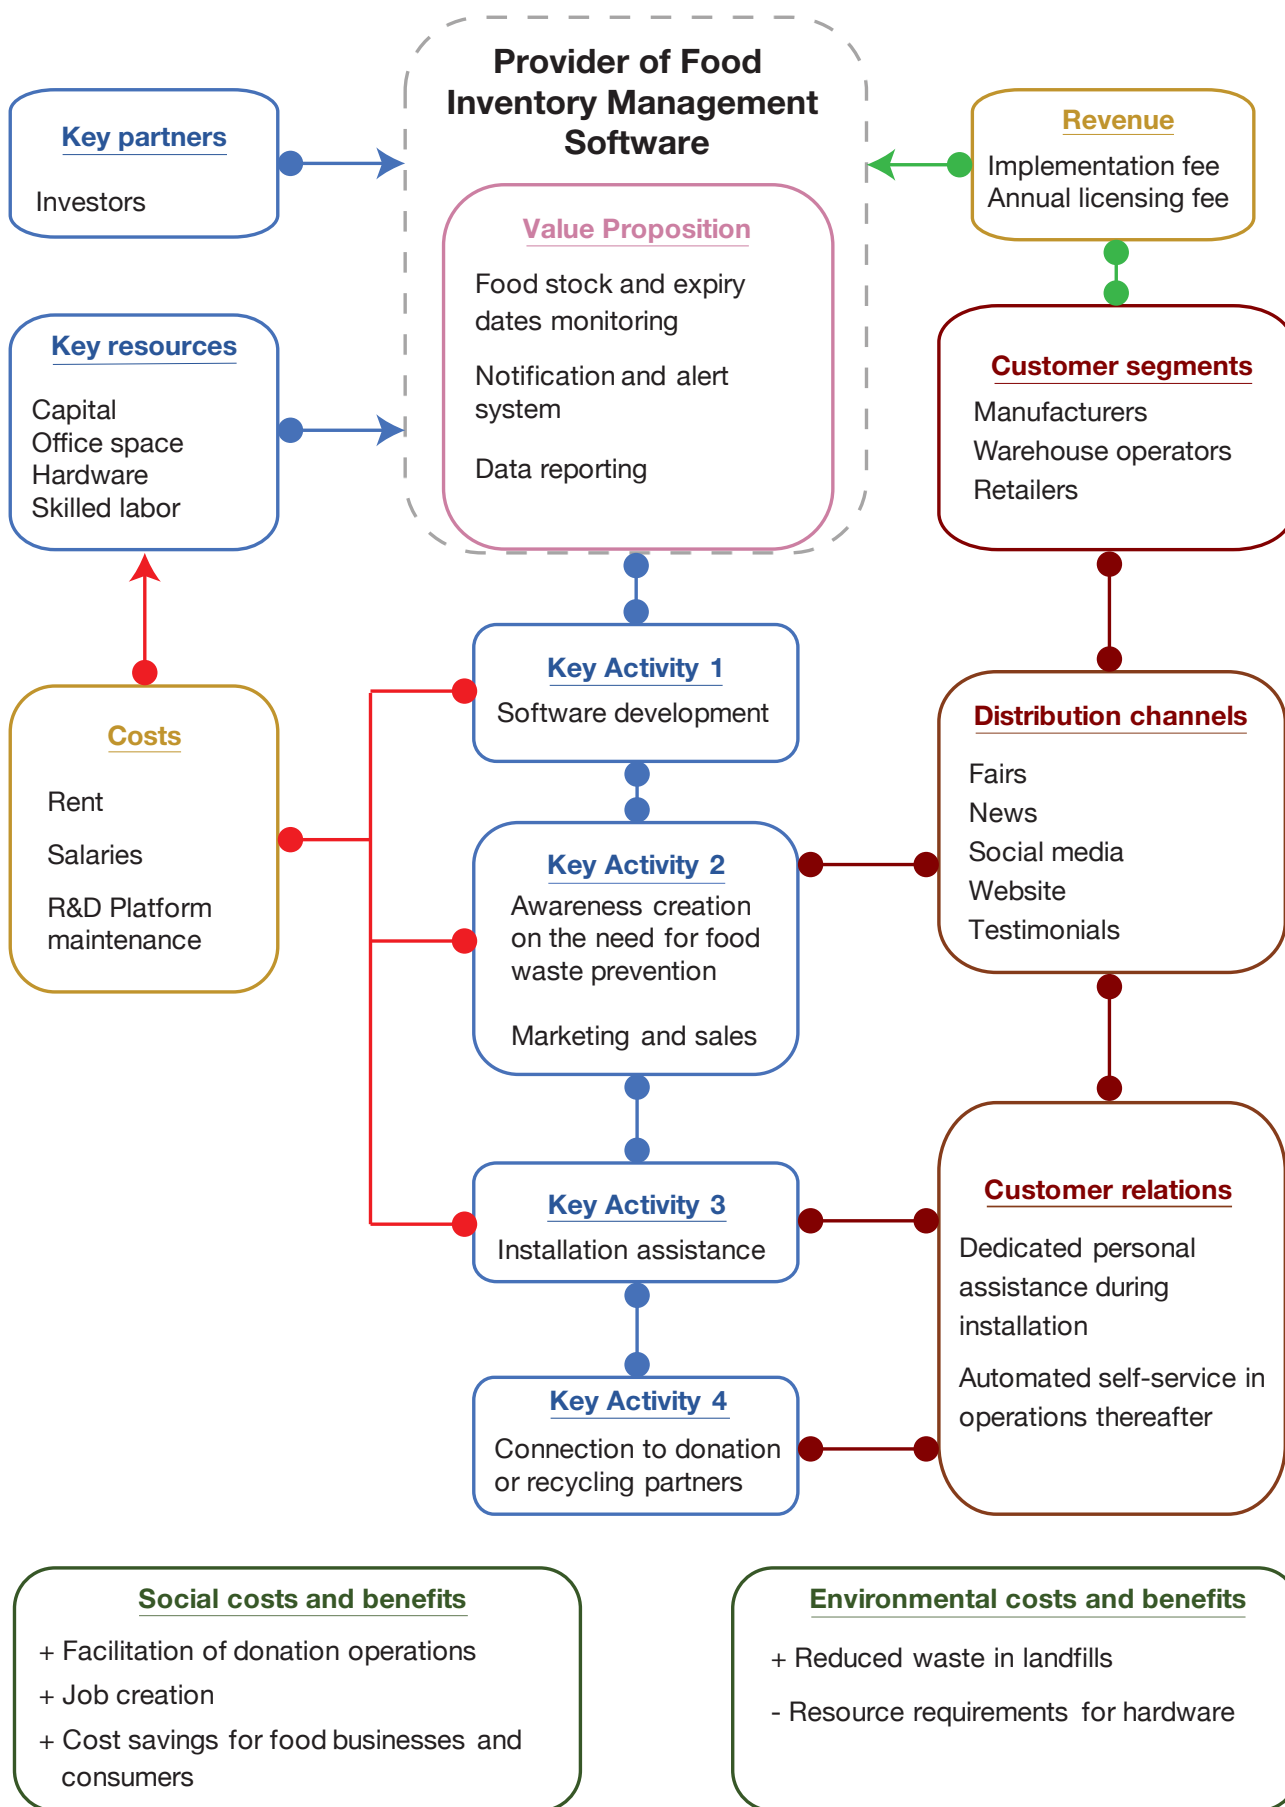 Provider of Food
Inventory Management
Software
Key partners
Investors
Revenue
Implementation fee
Annual licensing fee
Value Proposition
Food stock and expiry
dates monitoring
Notification and alert
system
Data reporting
Key resources
Capital
Office space
Hardware
Skilled labor
Customer segments
Manufacturers
Warehouse operators
Retailers
Key Activity 1
Software development
Costs
Rent
Salaries
R&D Platform
maintenance
Distribution channels
Fairs
News
Social media
Website
Testimonials
Key Activity 2
Awareness creation
on the need for food
waste prevention
Marketing and sales
Key Activity 3
Installation assistance
Customer relations
Dedicated personal
assistance during
installation
Automated self-service in
operations thereafter
Key Activity 4
Connection to donation
or recycling partners
Social costs and benefits
+ Facilitation of donation operations
+ Job creation
+ Cost savings for food businesses and
consumers
Environmental costs and benefits
+ Reduced waste in landfills
- Resource requirements for hardware